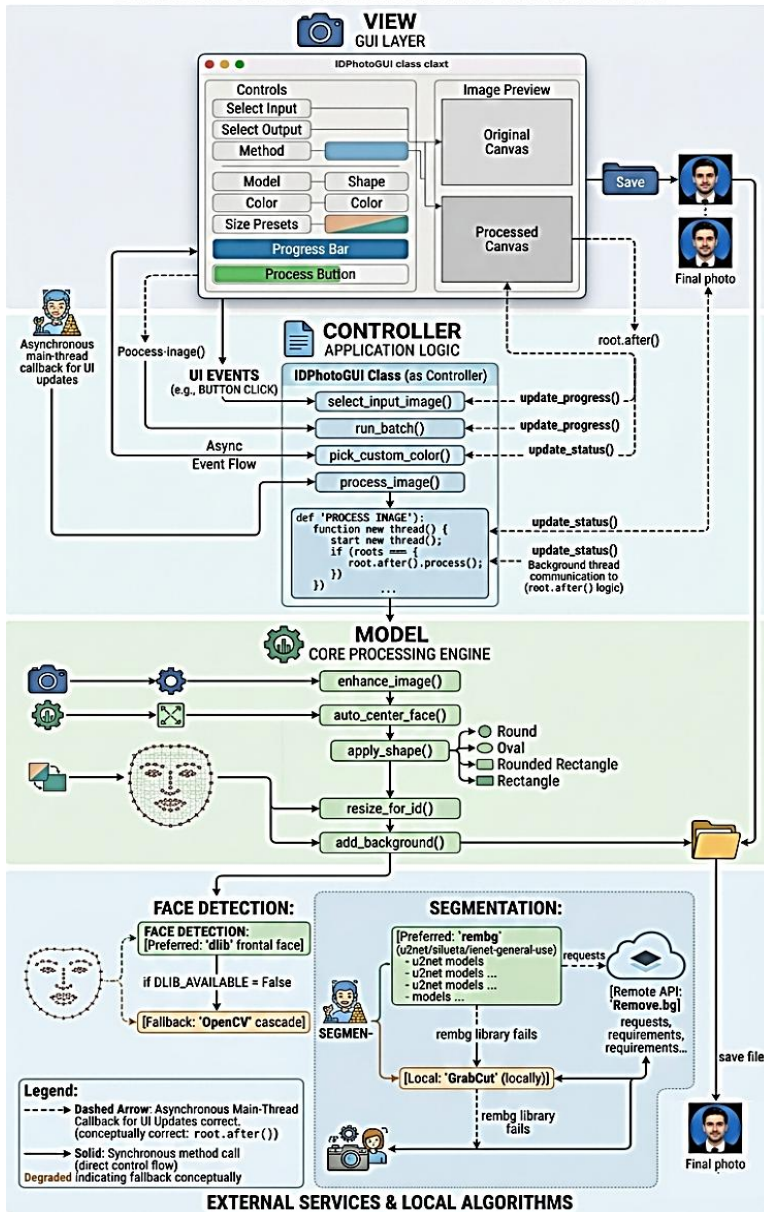 VIEW
GUI LAYER
IDPhotoGUI class claxt
Controls
Image Preview
Select Input
Select Output
Method
Original
Canvas
Model
Shape
Color
Color
Size Presets
Processed
Canvas
Progress Bar
Process Button
Save
Final photo
Asynchronous
main-thread
callback for UI
updates
CONTROLLER
APPLICATION LOGIC
Poocess·inage()
root.after()
UI EVENTS
(e.g., BUTTON CLICK)
IDPhotoGUI Class (as Controller)
select_input_image()
update_progress()
run_batch()
update_progress()
Async
Event Flow
pick_custom_color()
update_status()
process_image()
def 'PROCESS IMAGE'):
function new thread() {
start new thread();
if (roots === {
root.after().process();
})
})
...
update_status()
update_status()
Background thread
communication to
(root.after() logic)
MODEL
CORE PROCESSING ENGINE
enhance_image()
auto_center_face()
apply_shape()
Round
Oval
Rounded Rectangle
Rectangle
resize_for_id()
add_background()
FACE DETECTION:
FACE DETECTION:
[Preferred: 'dlib' frontal face]
if DLIB_AVAILABLE = False
[Fallback: 'OpenCV' cascade]
SEGMENTATION:
[Preferred: 'rembg'
(u2net/silueta/ienet-general-use)
- u2net models
- u2net models ...
- u2net models ...
- models ...
requests
[Remote API:
'Remove.bg']
requests,
requirements,
requirements...
SEGMEN-
rembg library fails
[Local: 'GrabCut' (locally)]
rembg library
fails
save file
Final photo
Legend:
Dashed Arrow: Asynchronous Main-Thread
Callback for UI Updates correct.
(conceptually correct: root.after())
Solid: Synchronous method call
(direct control flow)
Degraded Indicating fallback conceptually
EXTERNAL SERVICES & LOCAL ALGORITHMS